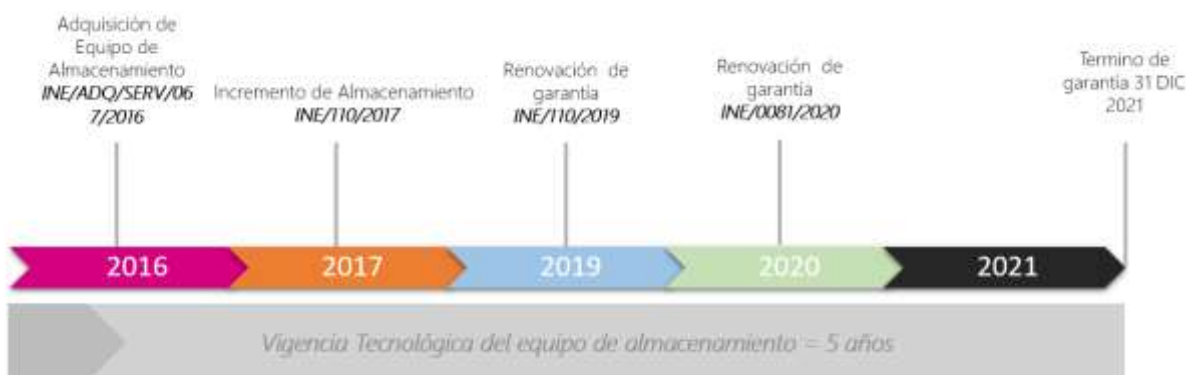 Adquisición de
Equipo de
Almacenamiento
INE/ADQ/SERV/06
7/2016
Incremento de Almacenamiento
INE/110/2017
Renovación de
garantía
INE/110/2019
Renovación de
garantía
INE/0081/2020
Termino de
garantía 31 DIC
2021
2016
2017
2019
2020
2021
Vigencia Tecnológica del equipo de almacenamiento = 5 años